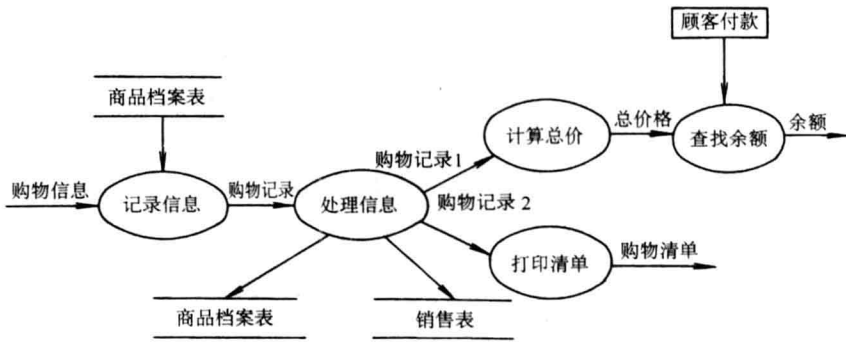 顾客付款
商品档案表
计算总价
总价格
查找余额
余额
购物记录1
购物信息
记录信息
购物记录
处理信息
购物记录 2
打印清单
购物清单
商品档案表
销售表